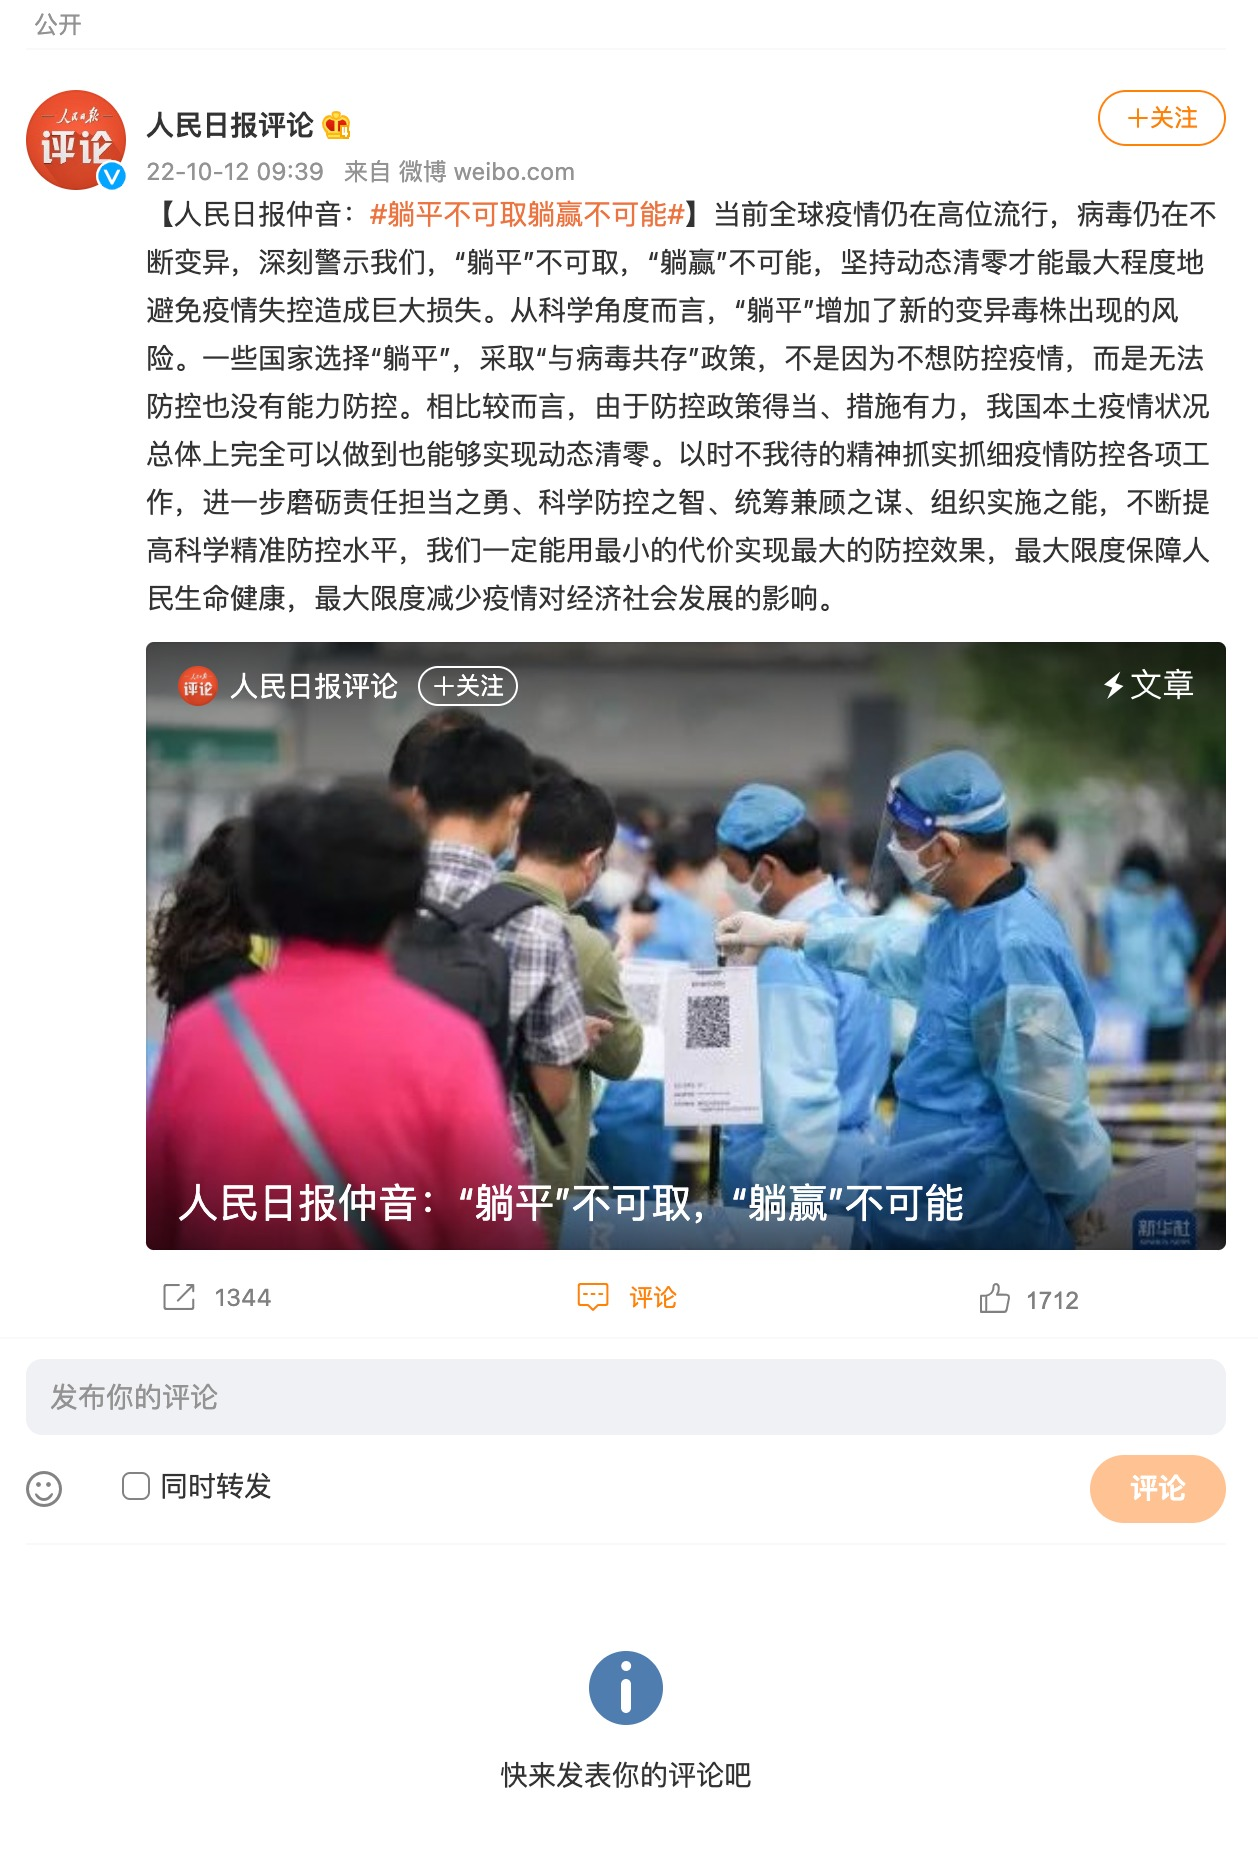 公开
人民日报
评论
人民日报评论
+关注
22-10-12 09:39 来自 微博 weibo.com
【人民日报仲音：#躺平不可取躺赢不可能#】当前全球疫情仍在高位流行，病毒仍在不
断变异，深刻警示我们，“躺平”不可取，“躺赢”不可能，坚持动态清零才能最大程度地
避免疫情失控造成巨大损失。从科学角度而言，“躺平”增加了新的变异毒株出现的风
险。一些国家选择“躺平”，采取“与病毒共存”政策，不是因为不想防控疫情，而是无法
防控也没有能力防控。相比较而言，由于防控政策得当、措施有力，我国本土疫情状况
总体上完全可以做到也能够实现动态清零。以时不我待的精神抓实抓细疫情防控各项工
作，进一步磨砺责任担当之勇、科学防控之智、统筹兼顾之谋、组织实施之能，不断提
高科学精准防控水平，我们一定能用最小的代价实现最大的防控效果，最大限度保障人
民生命健康，最大限度减少疫情对经济社会发展的影响。
评论
人民日报评论
+关注
文章
人民日报仲音：“躺平”不可取，“躺赢”不可能
新华社
1344
评论
1712
发布你的评论
同时转发
评论
快来发表你的评论吧